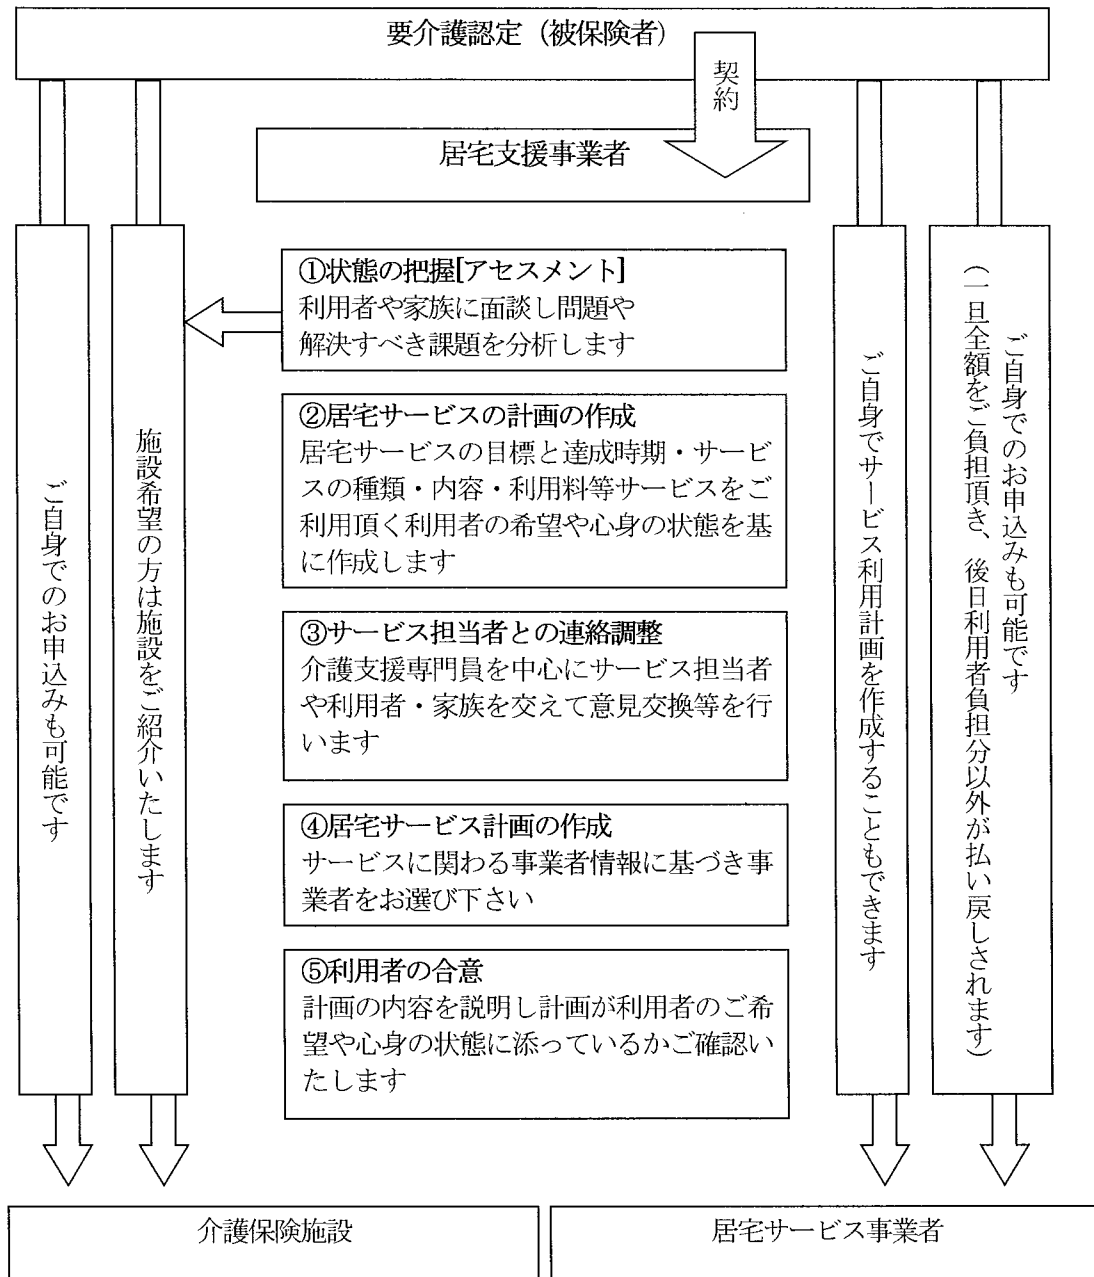 要介護認定（被保険者）
契約
居宅支援事業者
①状態の把握[アセスメント]
利用者や家族に面談し問題や
解決すべき課題を分析します
②居宅サービスの計画の作成
居宅サービスの目標と達成時期・サービ
スの種類・内容・利用料等サービスをご
利用頂く利用者の希望や心身の状態を基
に作成します
③サービス担当者との連絡調整
介護支援専門員を中心にサービス担当者
や利用者・家族を交えて意見交換等を行
います
④居宅サービス計画の作成
サービスに関わる事業者情報に基づき事
業者をお選び下さい
⑤利用者の合意
計画の内容を説明し計画が利用者のご希
望や心身の状態に添っているかご確認い
たします
ご自身でのお申込みも可能です
施設希望の方は施設をご紹介いたします
ご自身でサービス利用計画を作成することもできます
ご自身でのお申込みも可能です
（一旦全額をご負担頂き、後日利用者負担分以外が払い戻しされます）
介護保険施設
居宅サービス事業者